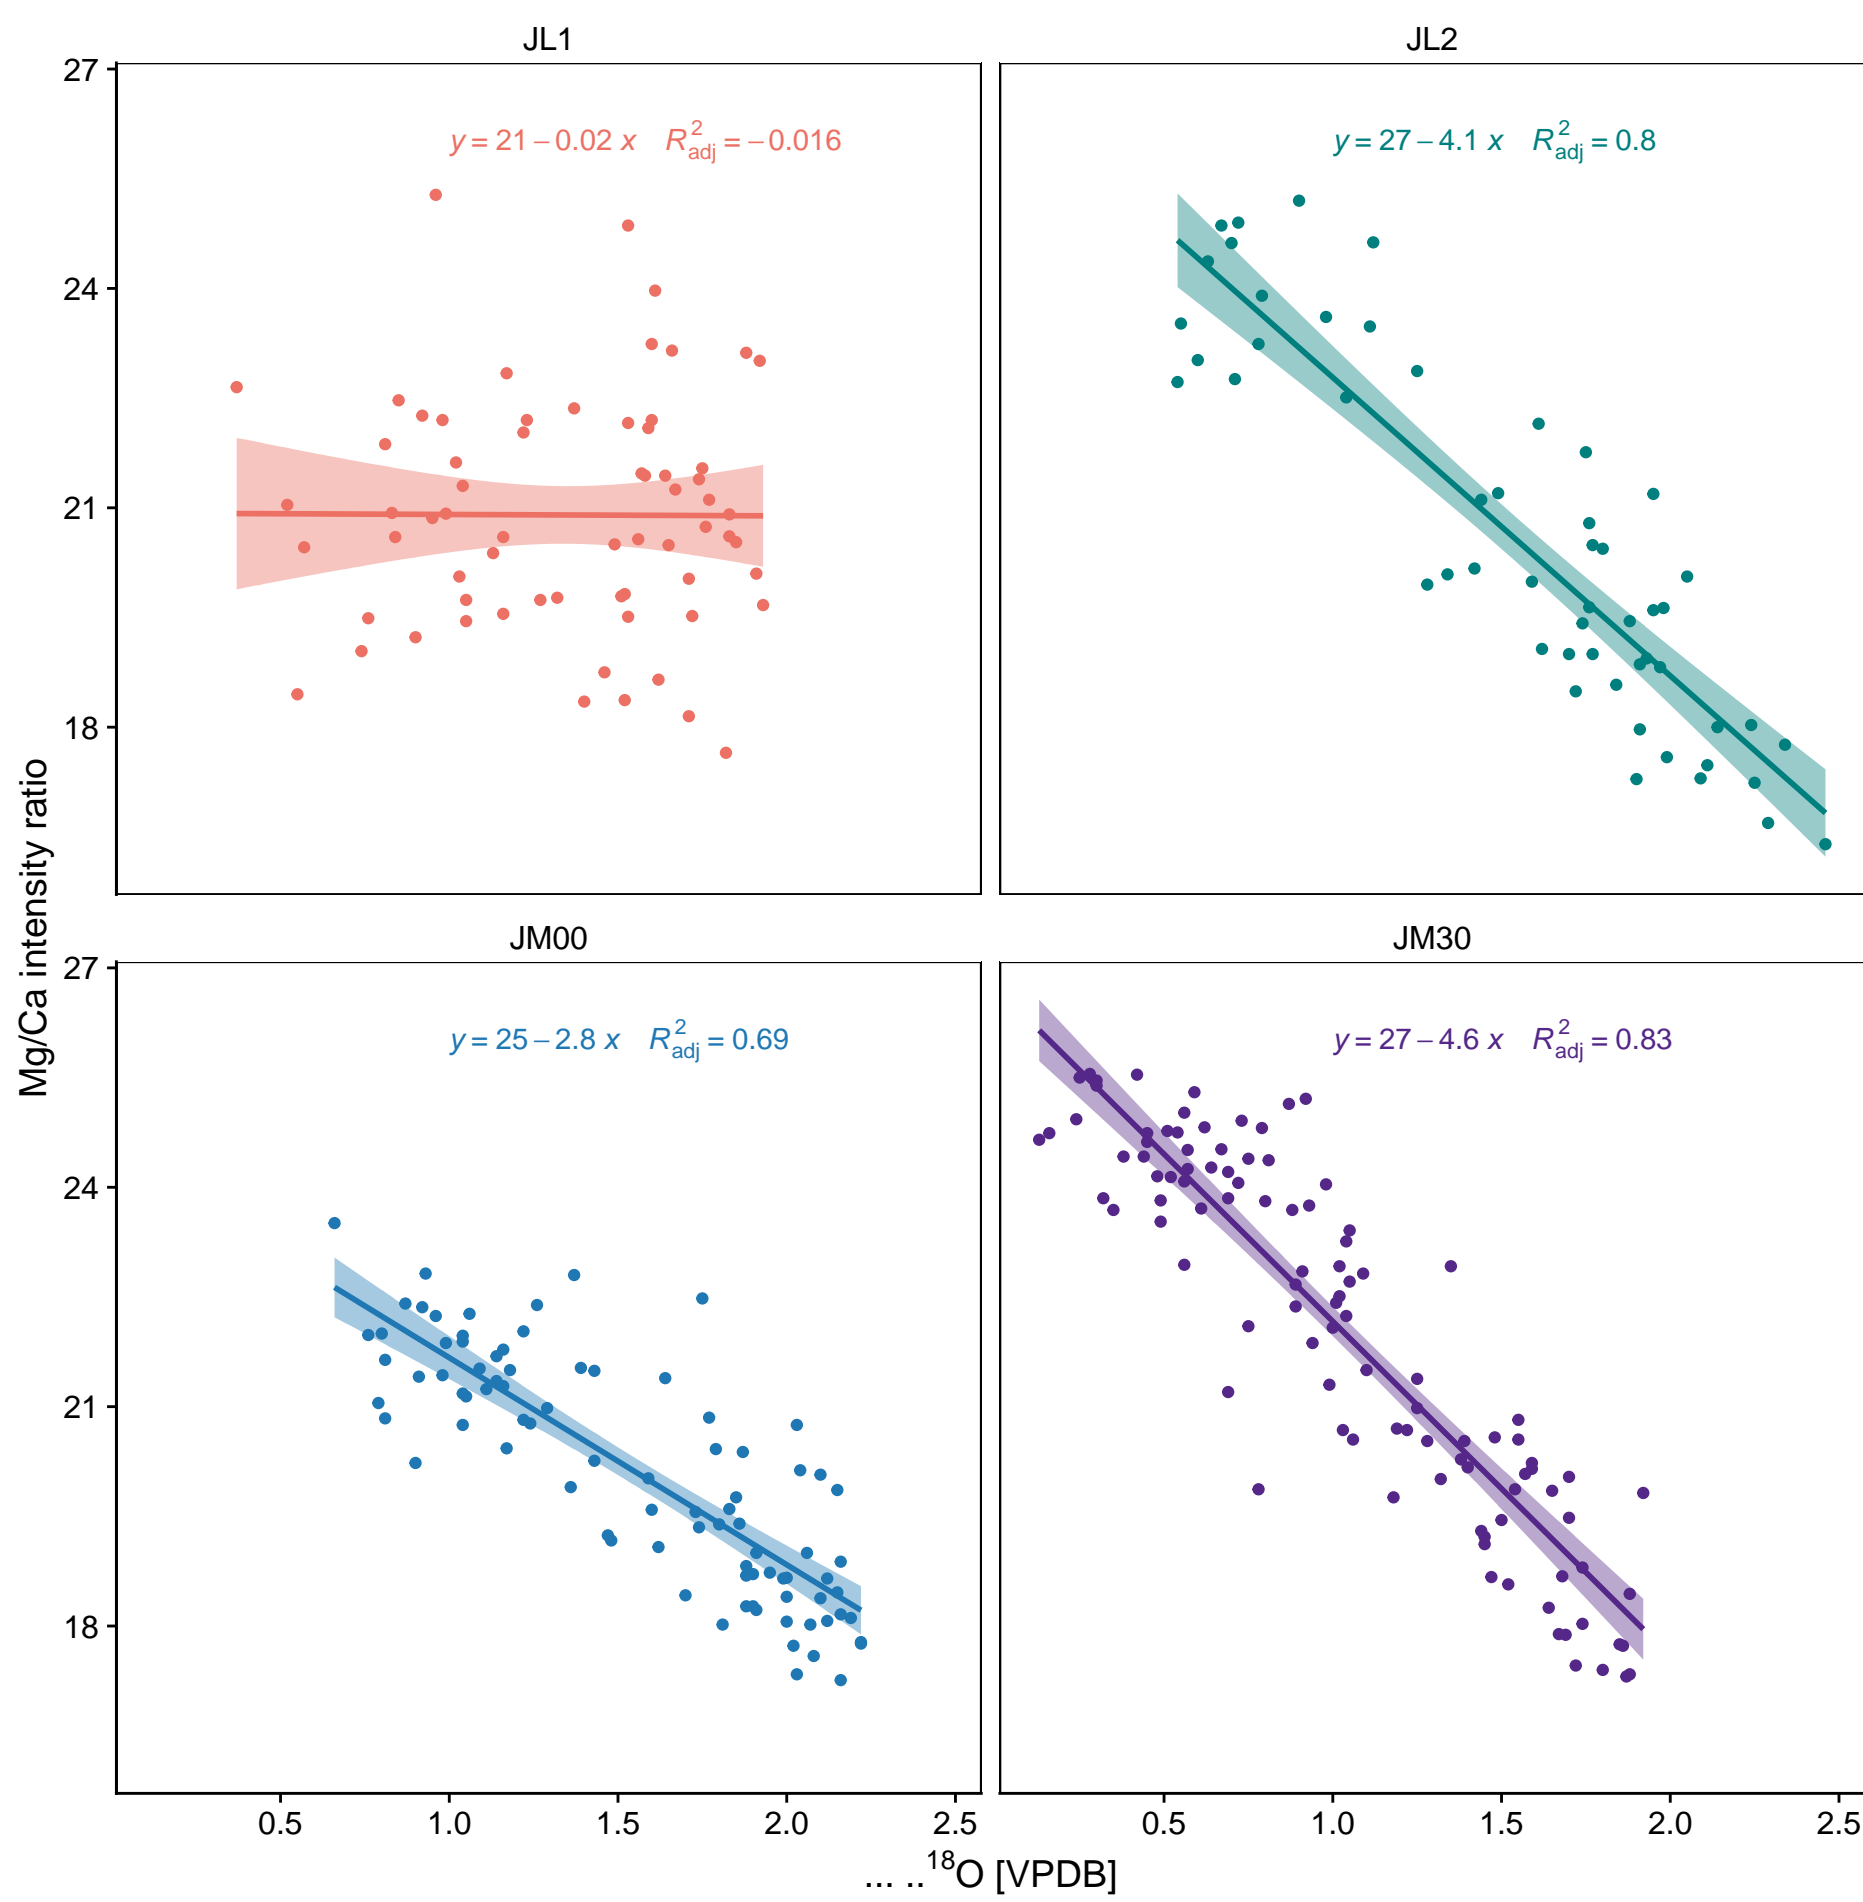 JL1 JL2
27
y = 21 – 0.02 x R²adj = – 0.016 y = 27 – 4.1 x R²adj = 0.8
24
21
18
Mg/Ca intensity ratio
JM00 JM30
27
y = 25 – 2.8 x R²adj = 0.69 y = 27 – 4.6 x R²adj = 0.83
24
21
18
0.5 1.0 1.5 2.0 2.5 0.5 1.0 1.5 2.0 2.5
... .. ¹⁸O [VPDB]